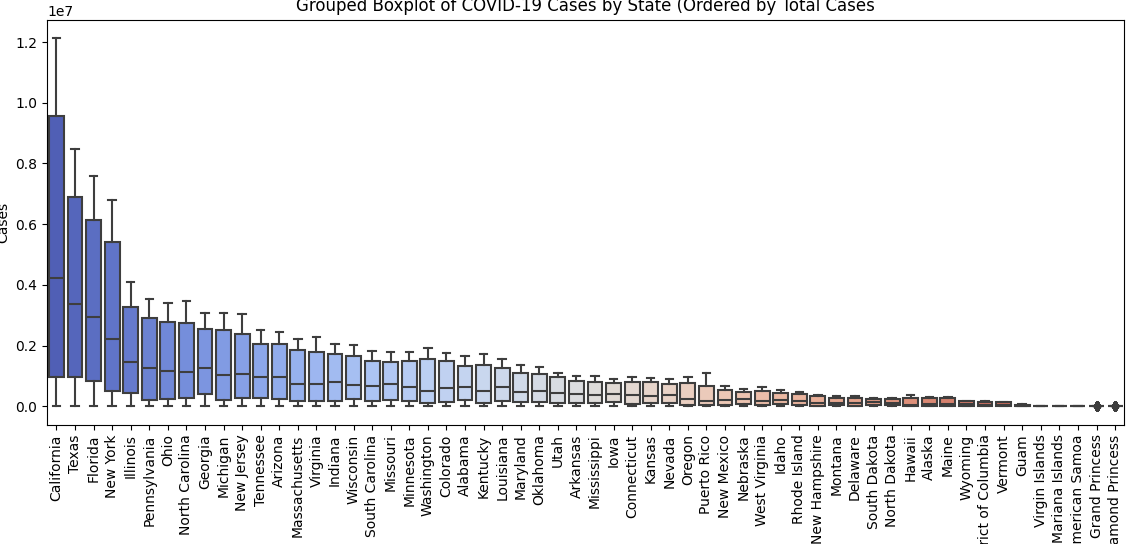 Grouped Boxplot of COVID-19 Cases by State (Ordered by Total Cases
1e7
1.2
1.0
0.8
0.6
0.4
0.2
0.0
Cases
California
Texas
Florida
New York
Illinois
Pennsylvania
Ohio
North Carolina
Georgia
Michigan
New Jersey
Tennessee
Arizona
Massachusetts
Virginia
Indiana
Wisconsin
South Carolina
Missouri
Minnesota
Washington
Colorado
Alabama
Kentucky
Louisiana
Maryland
Oklahoma
Utah
Arkansas
Mississippi
Iowa
Connecticut
Kansas
Nevada
Oregon
Puerto Rico
New Mexico
Nebraska
West Virginia
Idaho
Rhode Island
New Hampshire
Montana
Delaware
South Dakota
North Dakota
Hawaii
Alaska
Maine
Wyoming
rict of Columbia
Vermont
Guam
Virgin Islands
Mariana Islands
merican Samoa
Grand Princess
amond Princess